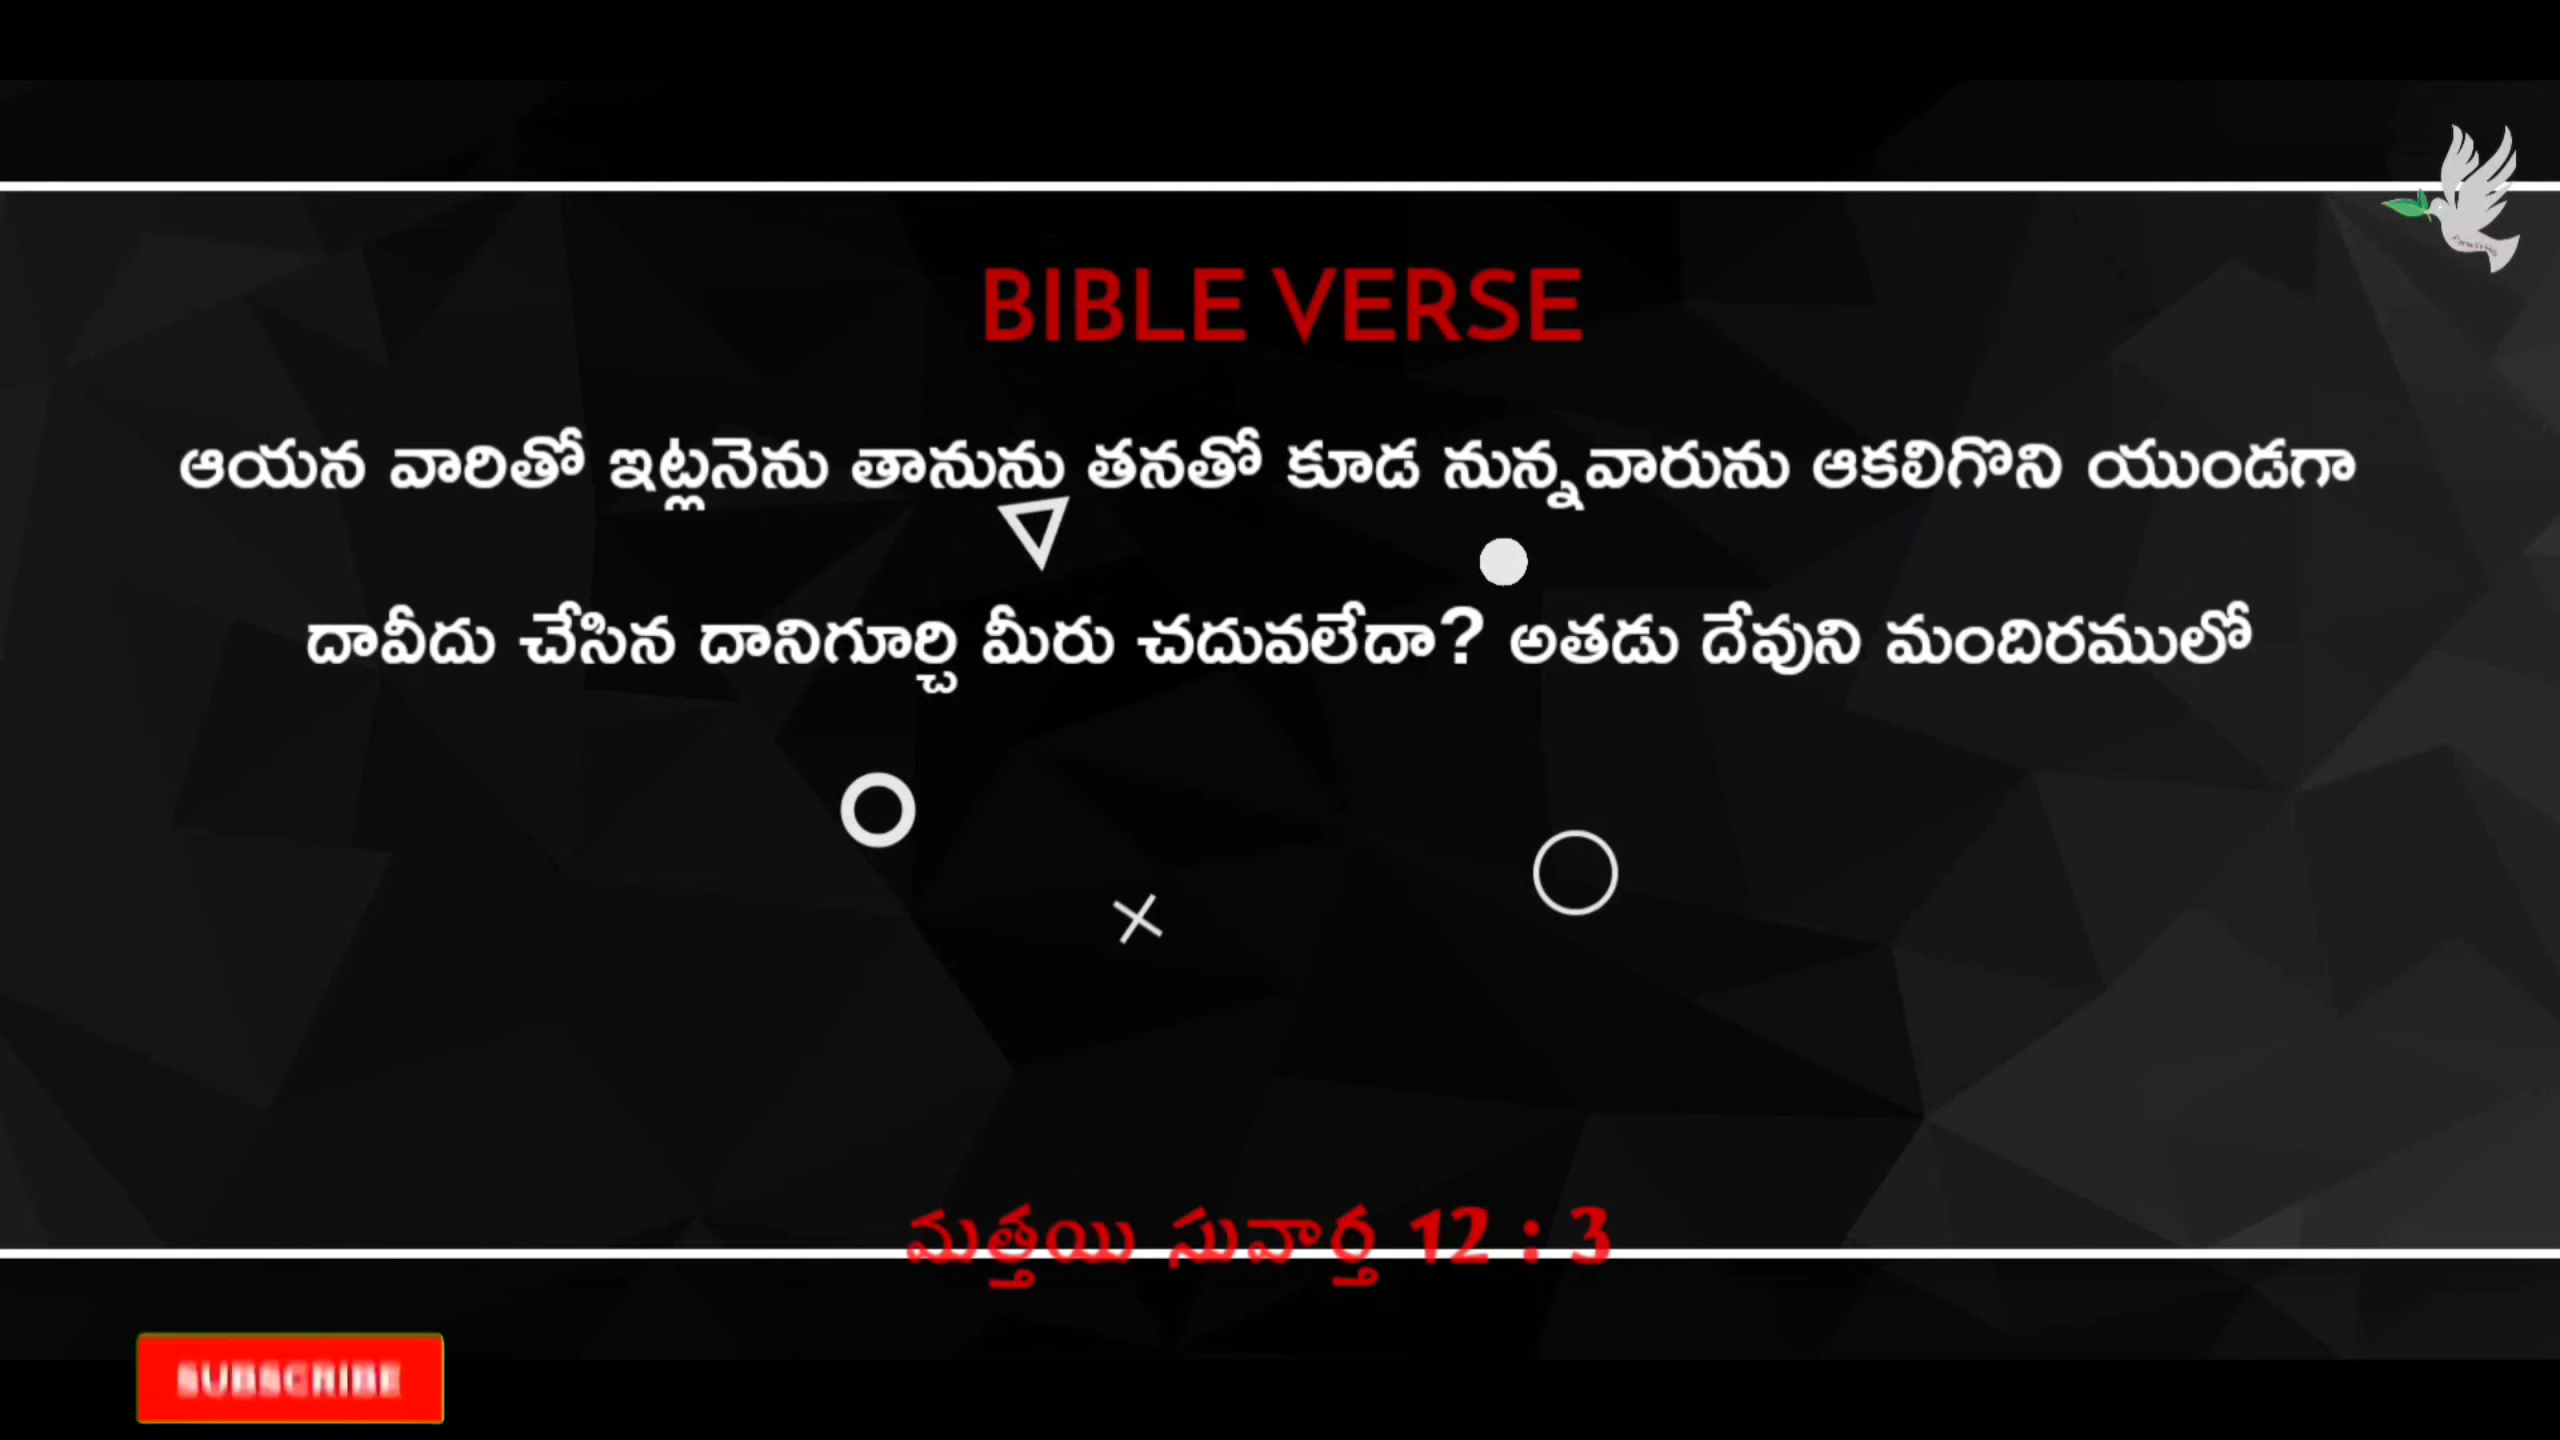 BIBLE VERSE
ఆయన వారితో ఇట్లనెను తానును తనతో కూడ నున్నవారును ఆకలిగొని యుండగా
దావీదు చేసిన దానిగూర్చి మీరు చదువలేదా? అతడు దేవుని మందిరములో
మత్తయి సువార్త 12 : 3
SUBSCRIBE